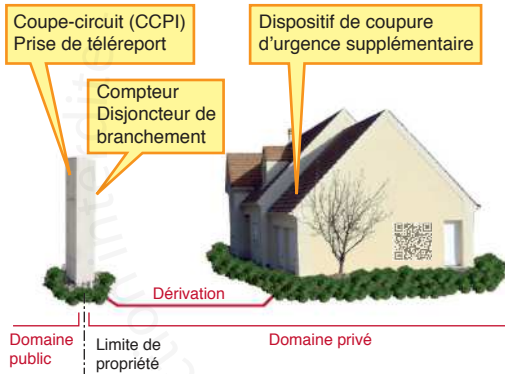 Coupe-circuit (CCPI)
Prise de téléreport
Dispositif de coupure
d'urgence supplémentaire
Compteur
Disjoncteur de
branchement
Dérivation
Domaine
public
Limite de
propriété
Domaine privé